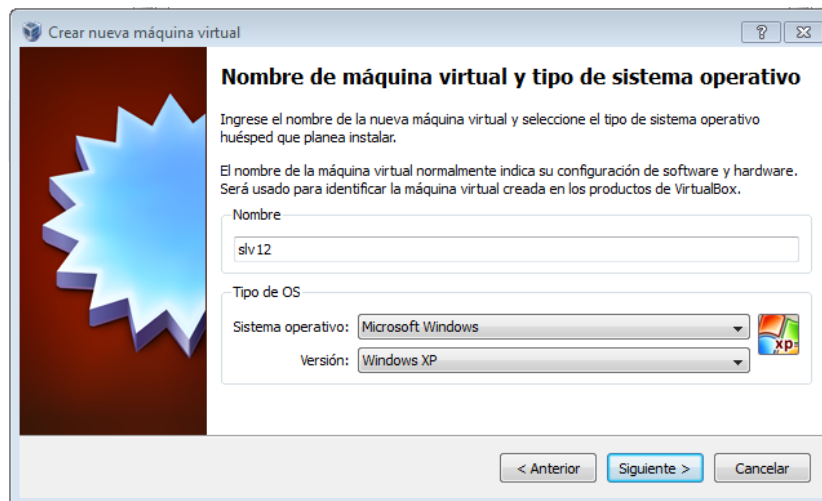 Crear nueva máquina virtual
Nombre de máquina virtual y tipo de sistema operativo
Ingrese el nombre de la nueva máquina virtual y seleccione el tipo de sistema operativo
huésped que planea instalar.
El nombre de la máquina virtual normalmente indica su configuración de software y hardware.
Será usado para identificar la máquina virtual creada en los productos de VirtualBox.
Nombre
slv12
Tipo de OS
Sistema operativo: Microsoft Windows
xp
Versión: Windows XP
< Anterior Siguiente > Cancelar